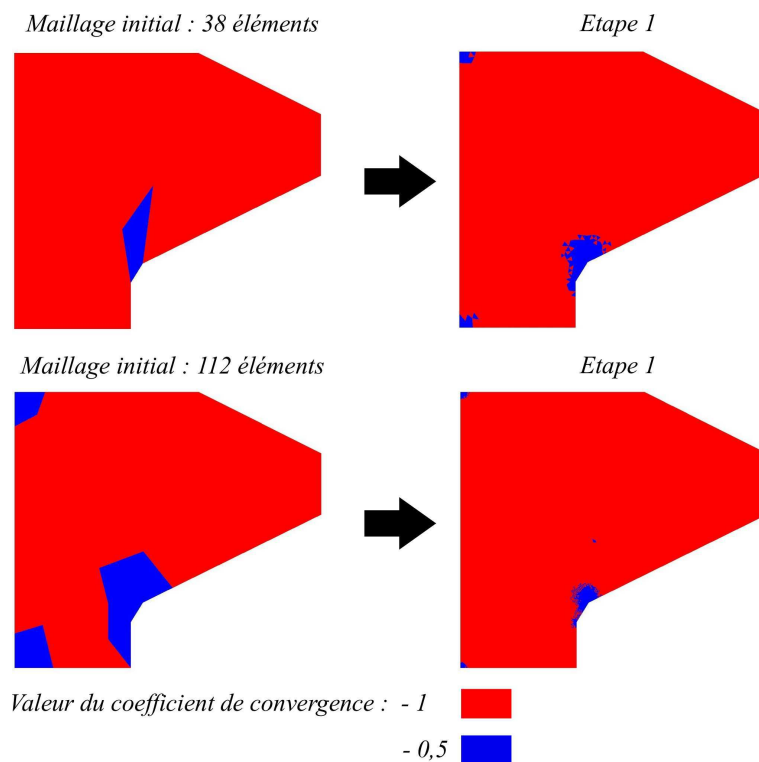 Maillage initial : 38 éléments
Etape 1
Maillage initial : 112 éléments
Etape 1
Valeur du coefficient de convergence : - 1
- 0,5